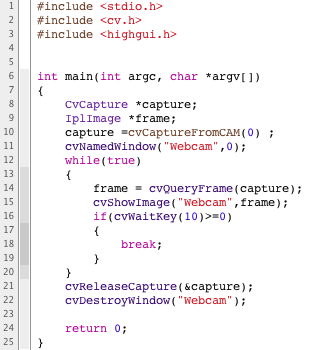 1 #include <stdio.h>
2 #include <cv.h>
3 #include <highgui.h>
4
5
6 int main(int argc, char *argv[])
7 {
8     CvCapture *capture;
9     IplImage *frame;
10     capture =cvCaptureFromCAM(0) ;
11     cvNamedWindow("Webcam",0);
12     while(true)
13     {
14         frame = cvQueryFrame(capture);
15         cvShowImage("Webcam",frame);
16         if(cvWaitKey(10)>=0)
17         {
18             break;
19         }
20     }
21     cvReleaseCapture(&capture);
22     cvDestroyWindow("Webcam");
23
24     return 0;
25 }